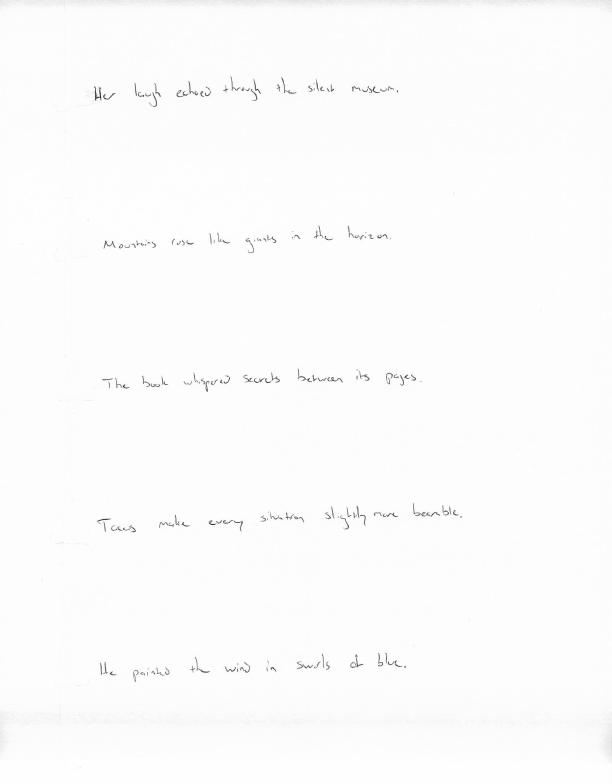 Her laugh echoed through the silent museum.
Mountains rose like giants in the horizon.
The book whispered secrets between its pages.
Tacos make every situation slightly more bearable.
He painted the wind in swirls of blue.